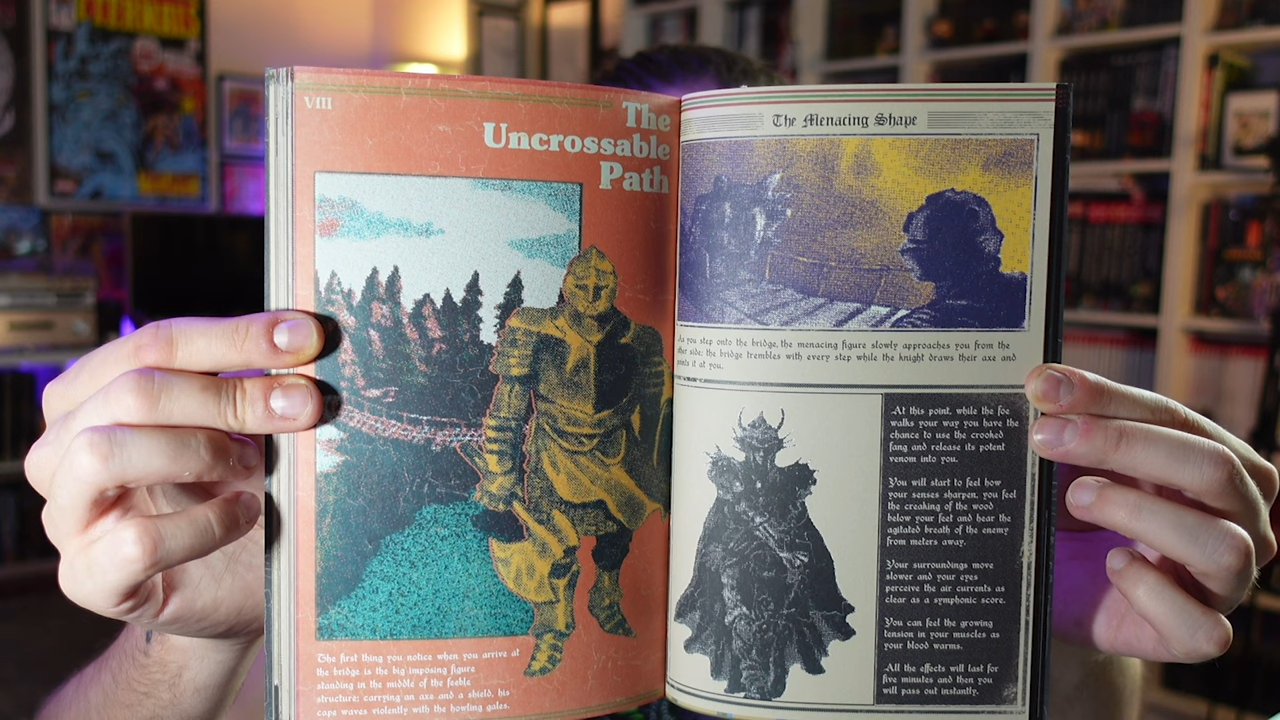 VIII
The
Uncrossable
Path
The first thing you notice when you arrive at
the bridge is the big imposing figure
standing in the middle of the feeble
structure; carrying an axe and a shield, his
cape waves violently with the howling gales.
The Menacing Shape
As you step onto the bridge, the menacing figure slowly approaches you from the
other side; the bridge trembles with every step while the knight draws their axe and
points it at you.
At this point, while the foe
walks your way you have the
chance to use the crooked
fang and release its potent
venom into you.
You will start to feel how
your senses sharpen, you feel
the creaking of the wood
below your feet and hear the
agitated breath of the enemy
from meters away.
Your surroundings move
slower and your eyes
perceive the air currents as
clear as a symphonic score.
You can feel the growing
tension in your muscles as
your blood warms.
All the effects will last for
five minutes and then you
will pass out instantly.